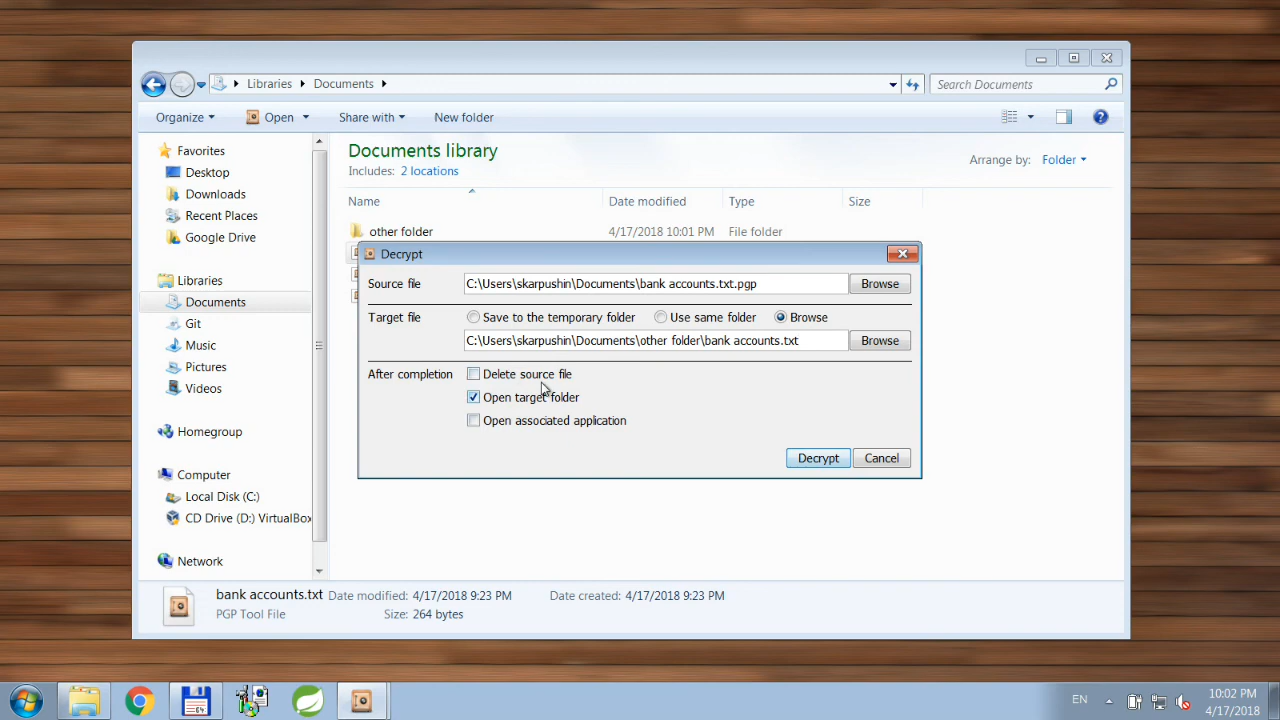 Libraries Documents
Search Documents
Organize Open Share with New folder
Documents library
Includes: 2 locations
Arrange by: Folder
Name Date modified Type Size
other folder 4/17/2018 10:01 PM File folder
Favorites
Desktop
Downloads
Recent Places
Google Drive
Libraries
Documents
Git
Music
Pictures
Videos
Homegroup
Computer
Local Disk (C:)
CD Drive (D:) VirtualBox
Network
Decrypt
Source file C:\Users\skarpushin\Documents\bank accounts.txt.pgp Browse
Target file Save to the temporary folder Use same folder Browse
C:\Users\skarpushin\Documents\other folder\bank accounts.txt Browse
After completion Delete source file
Open target folder
Open associated application
Decrypt Cancel
bank accounts.txt Date modified: 4/17/2018 9:23 PM Date created: 4/17/2018 9:23 PM
PGP Tool File Size: 264 bytes
64
EN
10:02 PM
4/17/2018